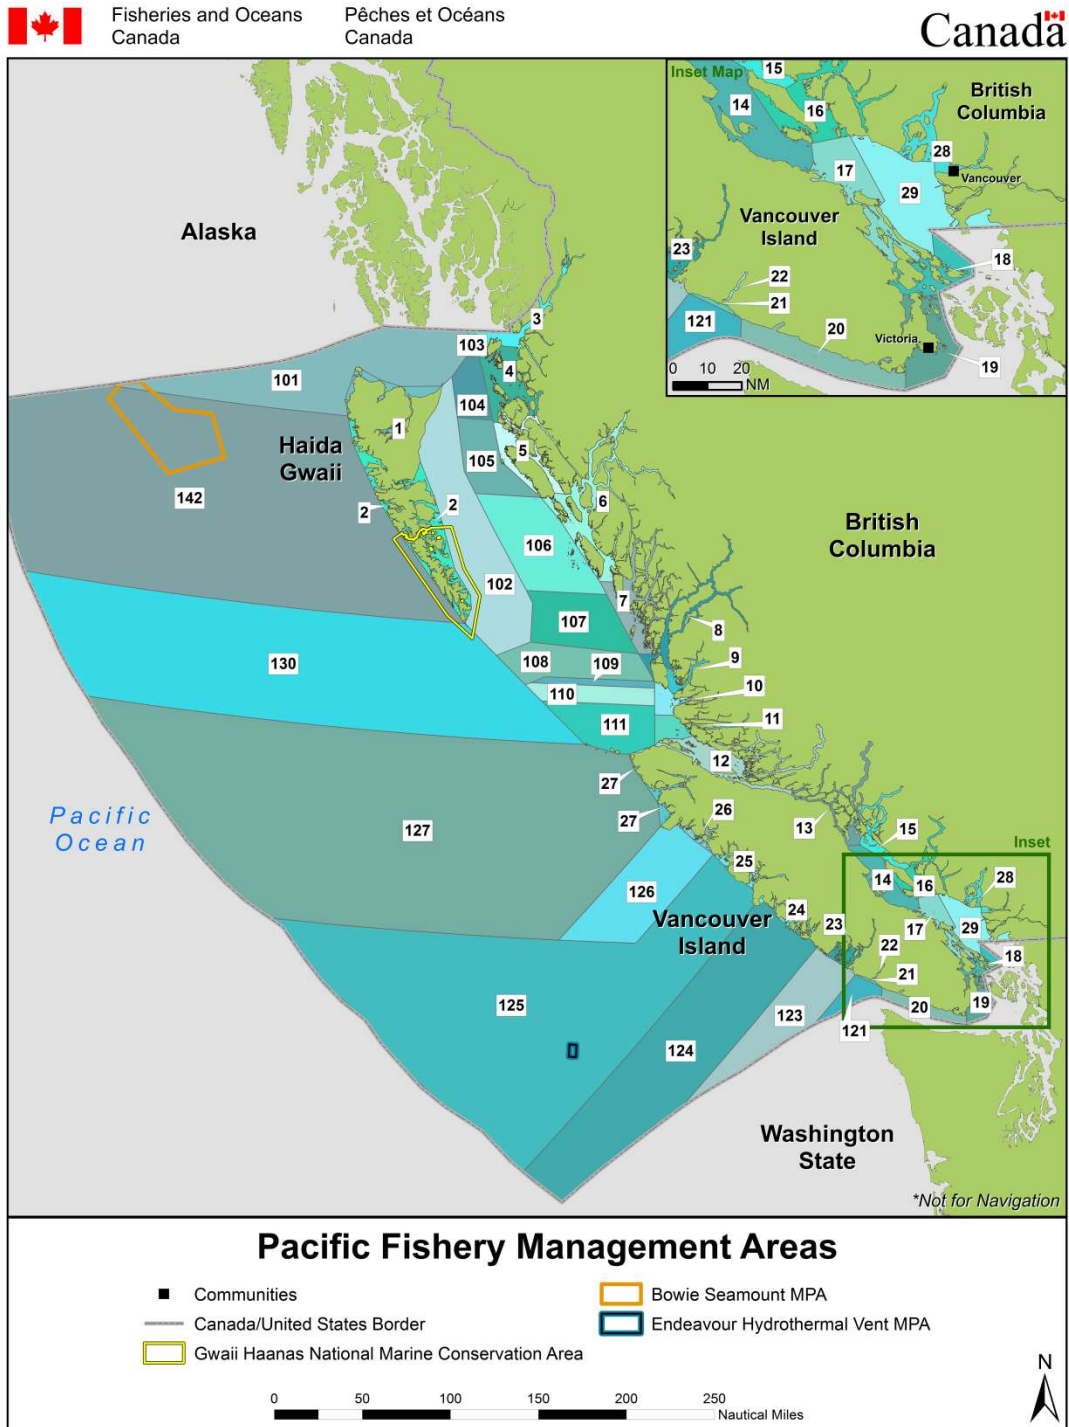 Fisheries and Oceans
Canada
Pêches et Océans
Canada
Canada
Inset Map
15
14
16
British
Columbia
28
Vancouver
17
29
Vancouver
Island
23
22
18
21
121
20
Victoria
19
0 10 20
NM
Alaska
3
103
4
101
104
1
Haida
Gwaii
105
5
142
2
2
6
106
British
Columbia
102
7
107
8
130
108
109
9
110
10
111
11
12
27
Pacific
Ocean
127
27
26
13
15
Inset
25
14
16
28
126
Vancouver
Island
24
23
17
29
22
18
125
21
123
20
19
121
124
Washington
State
*Not for Navigation
Pacific Fishery Management Areas
Communities
Bowie Seamount MPA
Canada/United States Border
Endeavour Hydrothermal Vent MPA
Gwaii Haanas National Marine Conservation Area
N
0 50 100 150 200 250
Nautical Miles